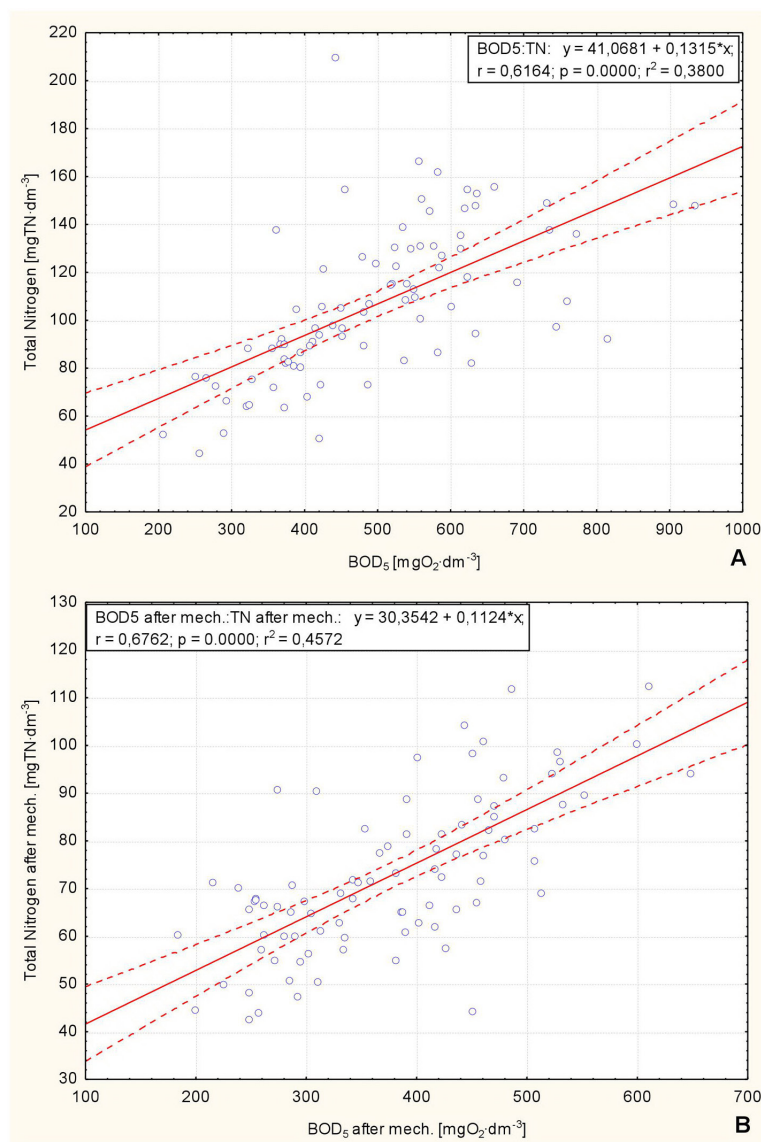 BOD5:TN: y = 41,0681 + 0,1315*x;
r = 0,6164; p = 0.0000; r² = 0,3800
220
200
180
160
140
120
100
80
60
40
20
Total Nitrogen [mgTN·dm⁻³]
100 200 300 400 500 600 700 800 900 1000
BOD₅ [mgO₂·dm⁻³]
A
BOD5 after mech.:TN after mech.: y = 30,3542 + 0,1124*x;
r = 0,6762; p = 0.0000; r² = 0,4572
130
120
110
100
90
80
70
60
50
40
30
Total Nitrogen after mech. [mgTN·dm⁻³]
100 200 300 400 500 600 700
BOD₅ after mech. [mgO₂·dm⁻³]
B